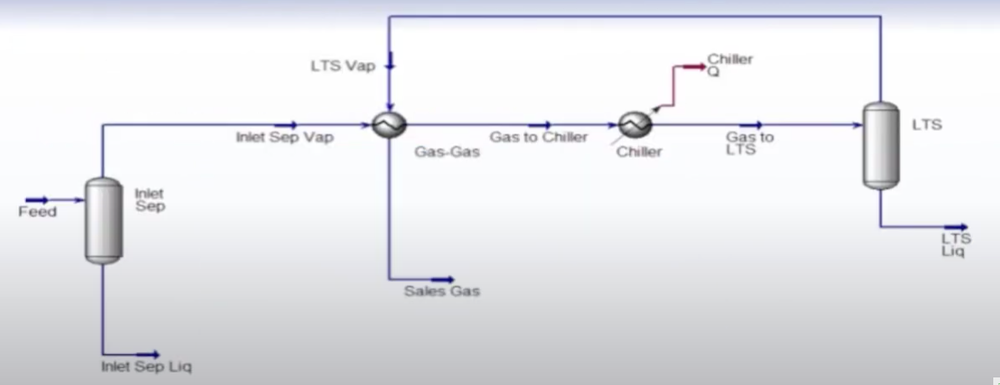 LTS Vap
Chiller
Q
Inlet Sep Vap
Gas-Gas
Gas to Chiller
Chiller
Gas to
LTS
LTS
Feed
Inlet
Sep
LTS
Liq
Sales Gas
Inlet Sep Liq